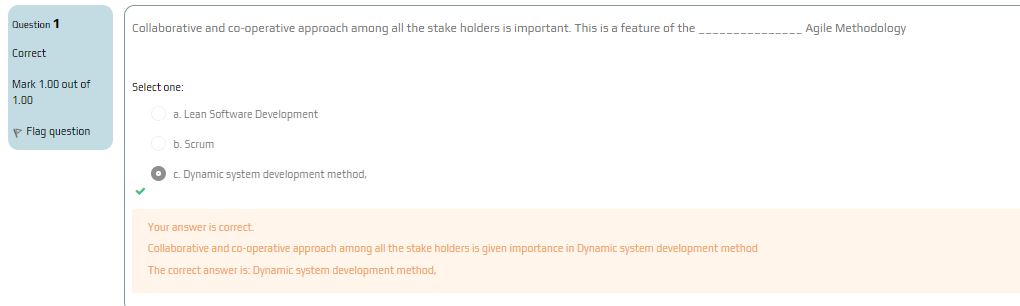 Question 1
Correct
Mark 1.00 out of
1.00
Flag question
Collaborative and co-operative approach among all the stake holders is important. This is a feature of the _______________ Agile Methodology
Select one:
a. Lean Software Development
b. Scrum
c. Dynamic system development method,
Your answer is correct.
Collaborative and co-operative approach among all the stake holders is given importance in Dynamic system development method
The correct answer is: Dynamic system development method,